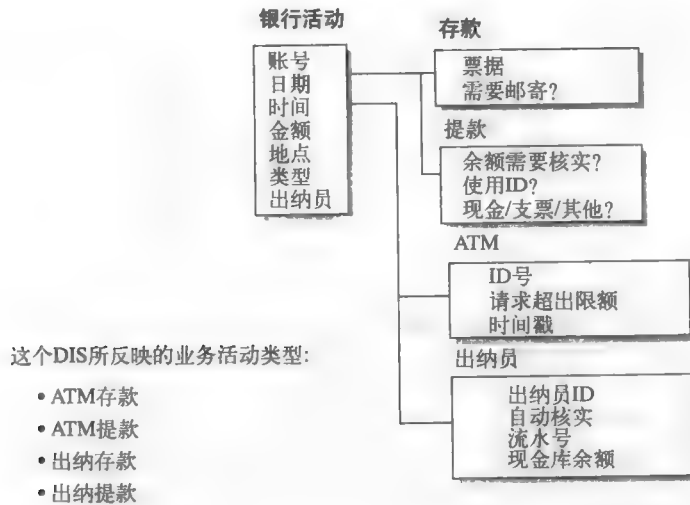 银行活动
账号
日期
时间
金额
地点
类型
出纳员
存款
票据
需要邮寄?
提款
余额需要核实?
使用ID?
现金/支票/其他?
ATM
ID号
请求超出限额
时间戳
出纳员
出纳员ID
自动核实
流水号
现金库余额
这个DIS所反映的业务活动类型:
• ATM存款
• ATM提款
• 出纳存款
• 出纳提款